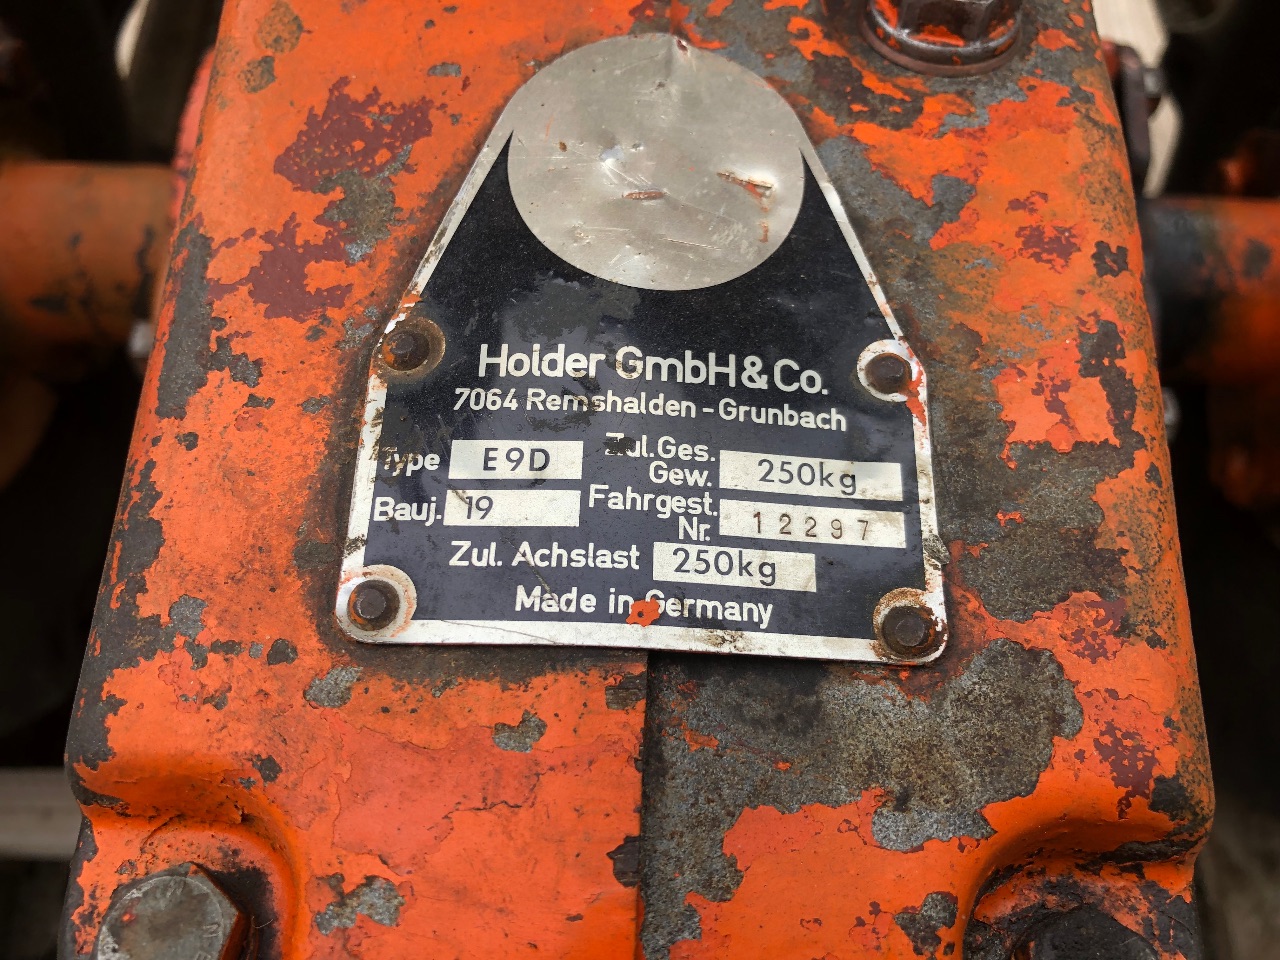 Holder GmbH & Co.
7064 Remshalden - Grunbach
Type E9D Zul. Ges. Gew. 250kg
Bauj. 19 Fahrgest. Nr. 12297
Zul. Achslast 250kg
Made in Germany